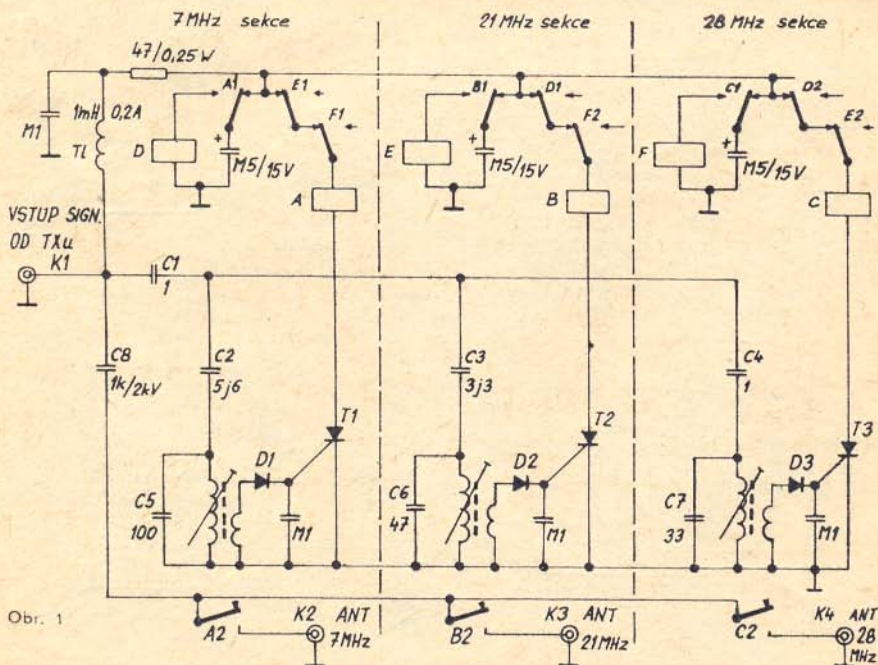 7MHz sekce
21 MHz sekce
28 MHz sekce
47/0,25 W
A1
E1
B1
D1
C1
D2
M1
1mH
0,2A
F1
F2
E2
TL
D
+
M5/15V
E
+
M5/15V
F
+
M5/15V
A
B
C
VSTUP SIGN.
OD TXu
K1
C1
1
C8
1k/2kV
C2
5j6
C3
3j3
C4
1
T1
T2
T3
D1
D2
D3
C5
100
M1
C6
47
M1
C7
33
M1
Obr. 1
A2
K2
ANT
7MHz
B2
K3
ANT
21MHz
C2
K4
ANT
28
MHz